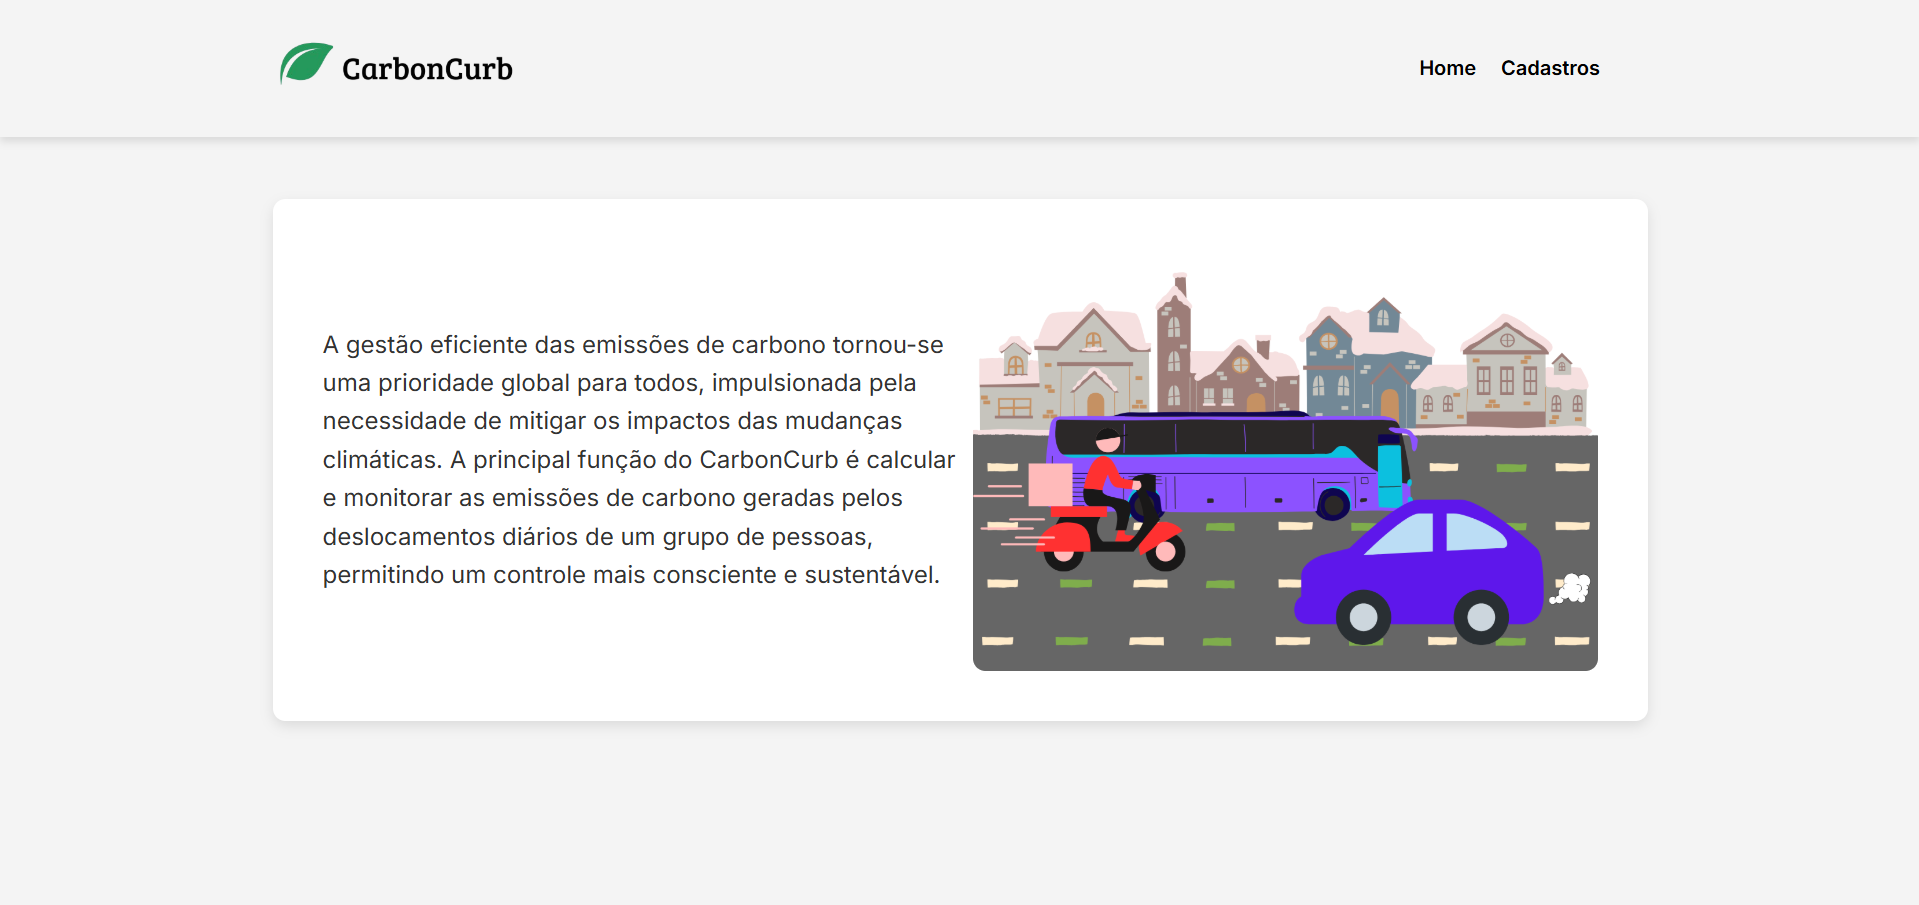 CarbonCurb
Home Cadastros
A gestão eficiente das emissões de carbono tornou-se
uma prioridade global para todos, impulsionada pela
necessidade de mitigar os impactos das mudanças
climáticas. A principal função do CarbonCurb é calcular
e monitorar as emissões de carbono geradas pelos
deslocamentos diários de um grupo de pessoas,
permitindo um controle mais consciente e sustentável.